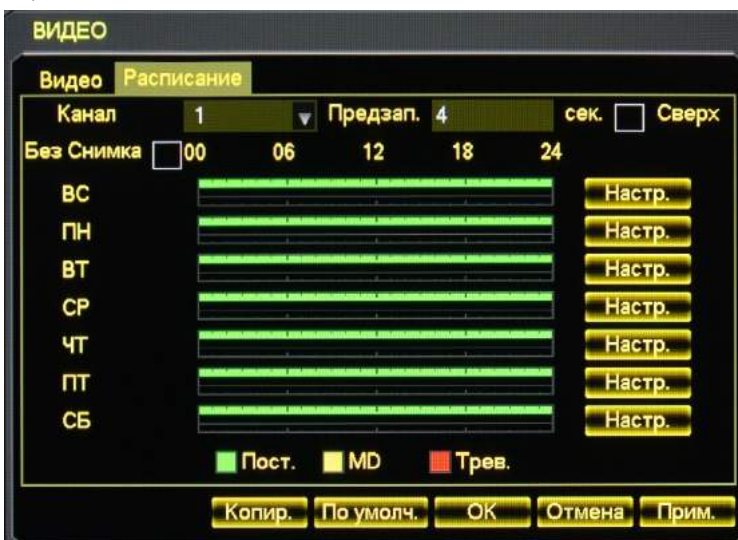 ВИДЕО
Видео Расписание
Канал 1 Предзап. 4 сек. Сверх
Без Снимка 00 06 12 18 24
ВС Настр.
ПН Настр.
ВТ Настр.
СР Настр.
ЧТ Настр.
ПТ Настр.
СБ Настр.
Пост. MD Трев.
Копир. По умолч. OK Отмена Прим.